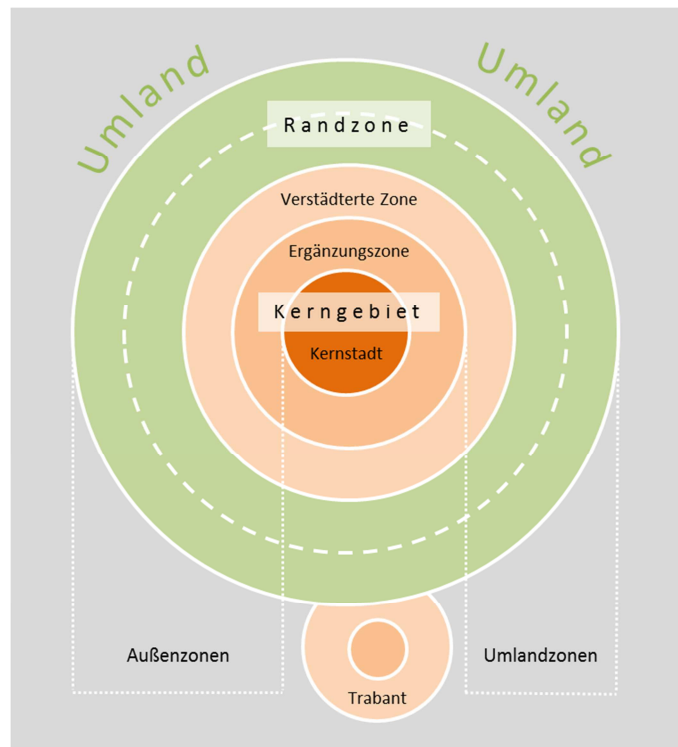 Umland
Umland
Randzone
Verstädterte Zone
Ergänzungszone
Kerngebiet
Kernstadt
Außenzonen
Umlandzonen
Trabant